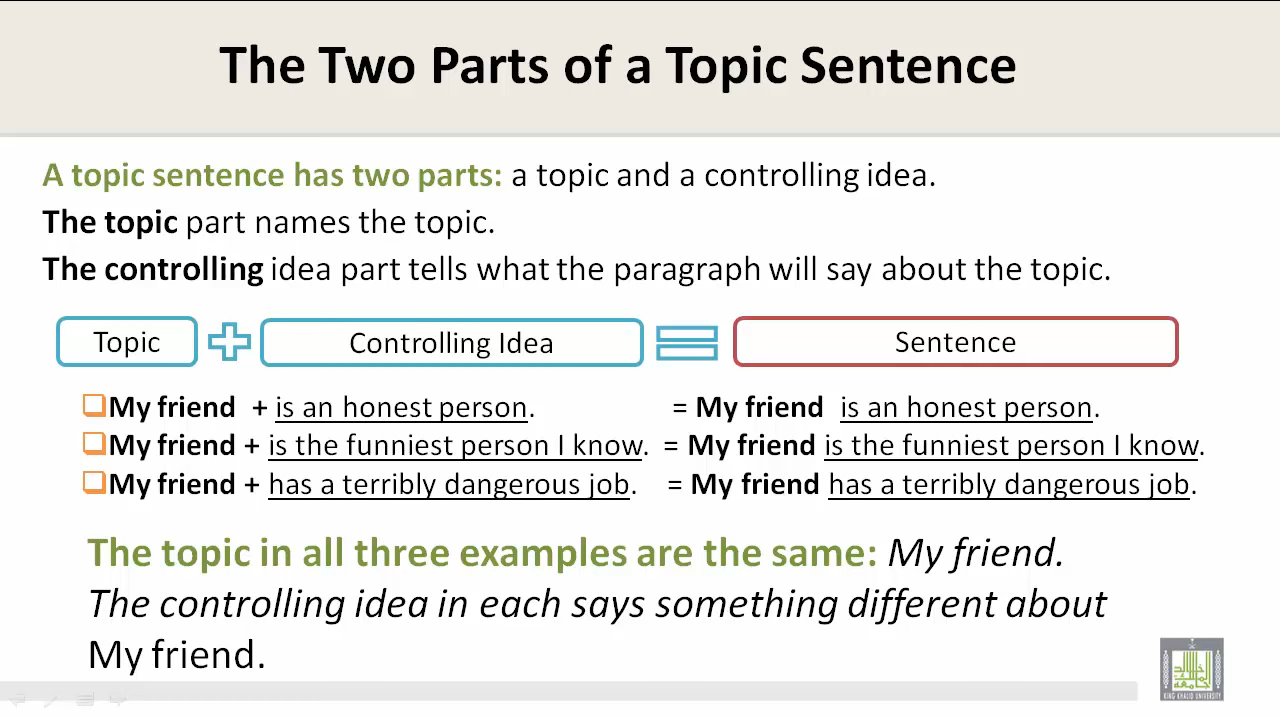 The Two Parts of a Topic Sentence
A topic sentence has two parts: a topic and a controlling idea.
The topic part names the topic.
The controlling idea part tells what the paragraph will say about the topic.
Topic Controlling Idea Sentence
My friend + is an honest person. = My friend is an honest person.
My friend + is the funniest person I know. = My friend is the funniest person I know.
My friend + has a terribly dangerous job. = My friend has a terribly dangerous job.
The topic in all three examples are the same: My friend.
The controlling idea in each says something different about
My friend.
KING KHALID UNIVERSITY